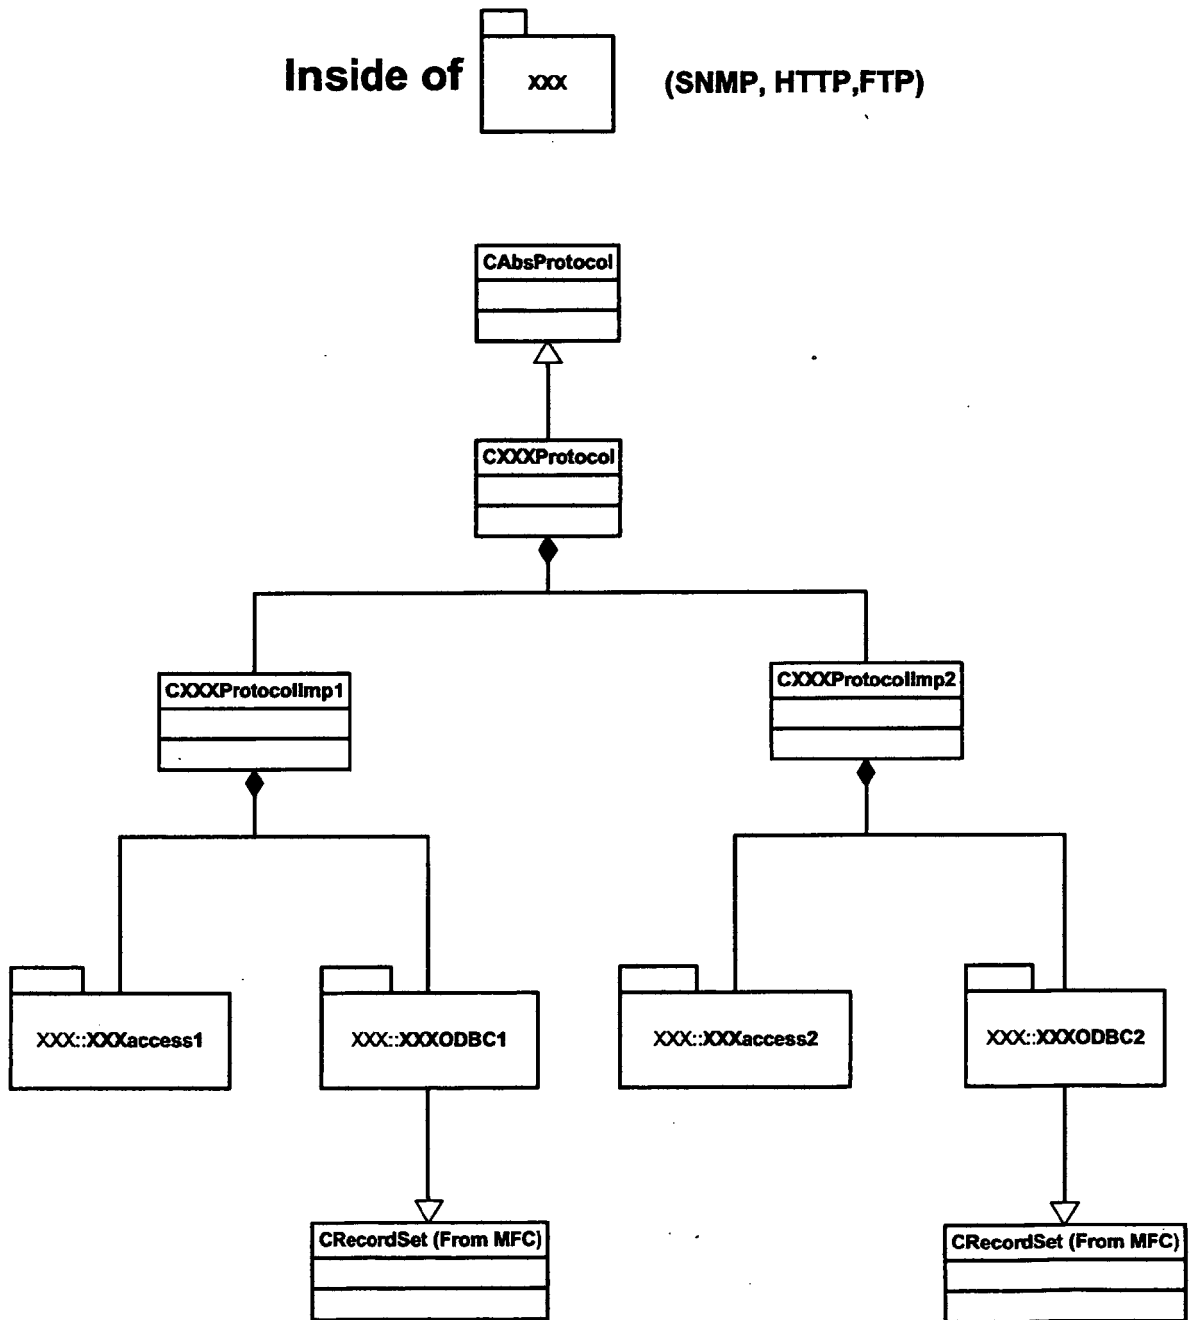 Inside of XXX (SNMP, HTTP,FTP)
CAbsProtocol
CXXXProtocol
CXXXProtocolImp1
CXXXProtocolImp2
XXX::XXXaccess1
XXX::XXXODBC1
XXX::XXXaccess2
XXX::XXXODBC2
CRecordSet (From MFC)
CRecordSet (From MFC)